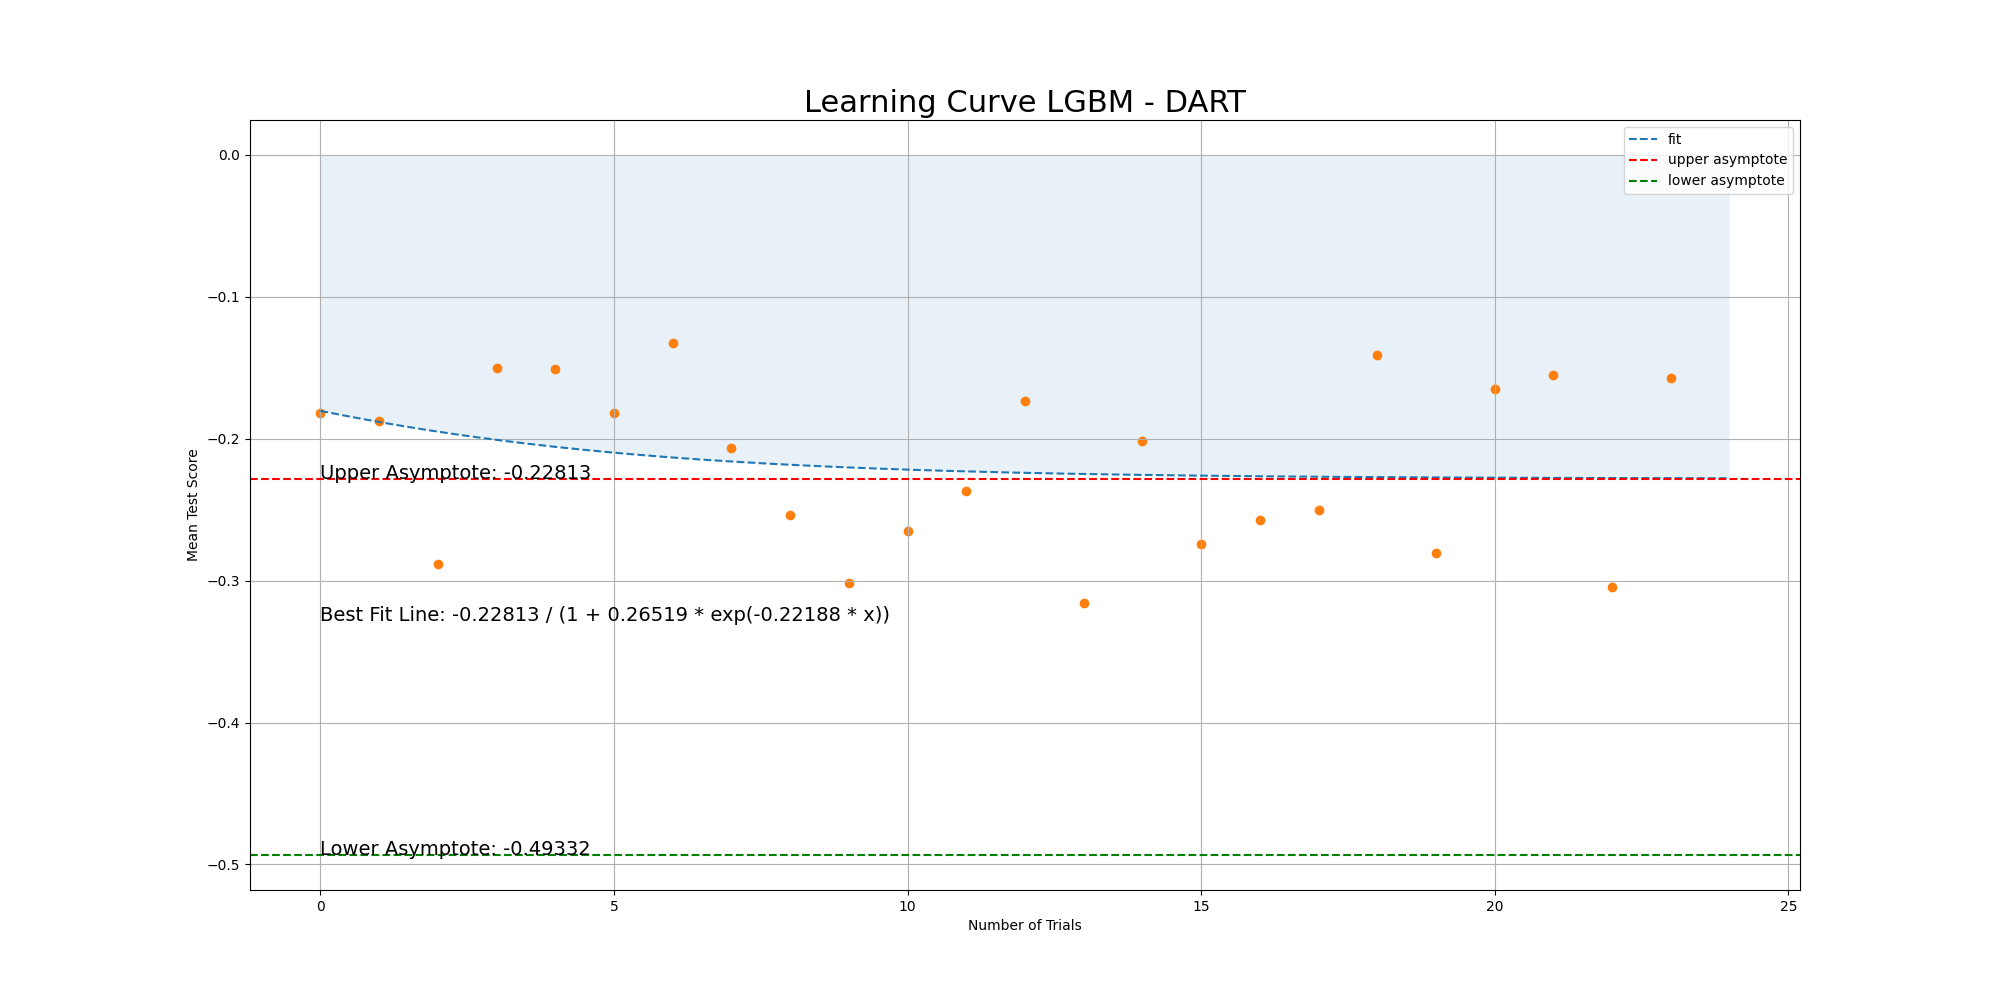 Learning Curve LGBM - DART
fit
upper asymptote
lower asymptote
0.0
−0.1
−0.2
−0.3
−0.4
−0.5
Mean Test Score
Upper Asymptote: -0.22813
Best Fit Line: -0.22813 / (1 + 0.26519 * exp(-0.22188 * x))
Lower Asymptote: -0.49332
0 5 10 15 20 25
Number of Trials